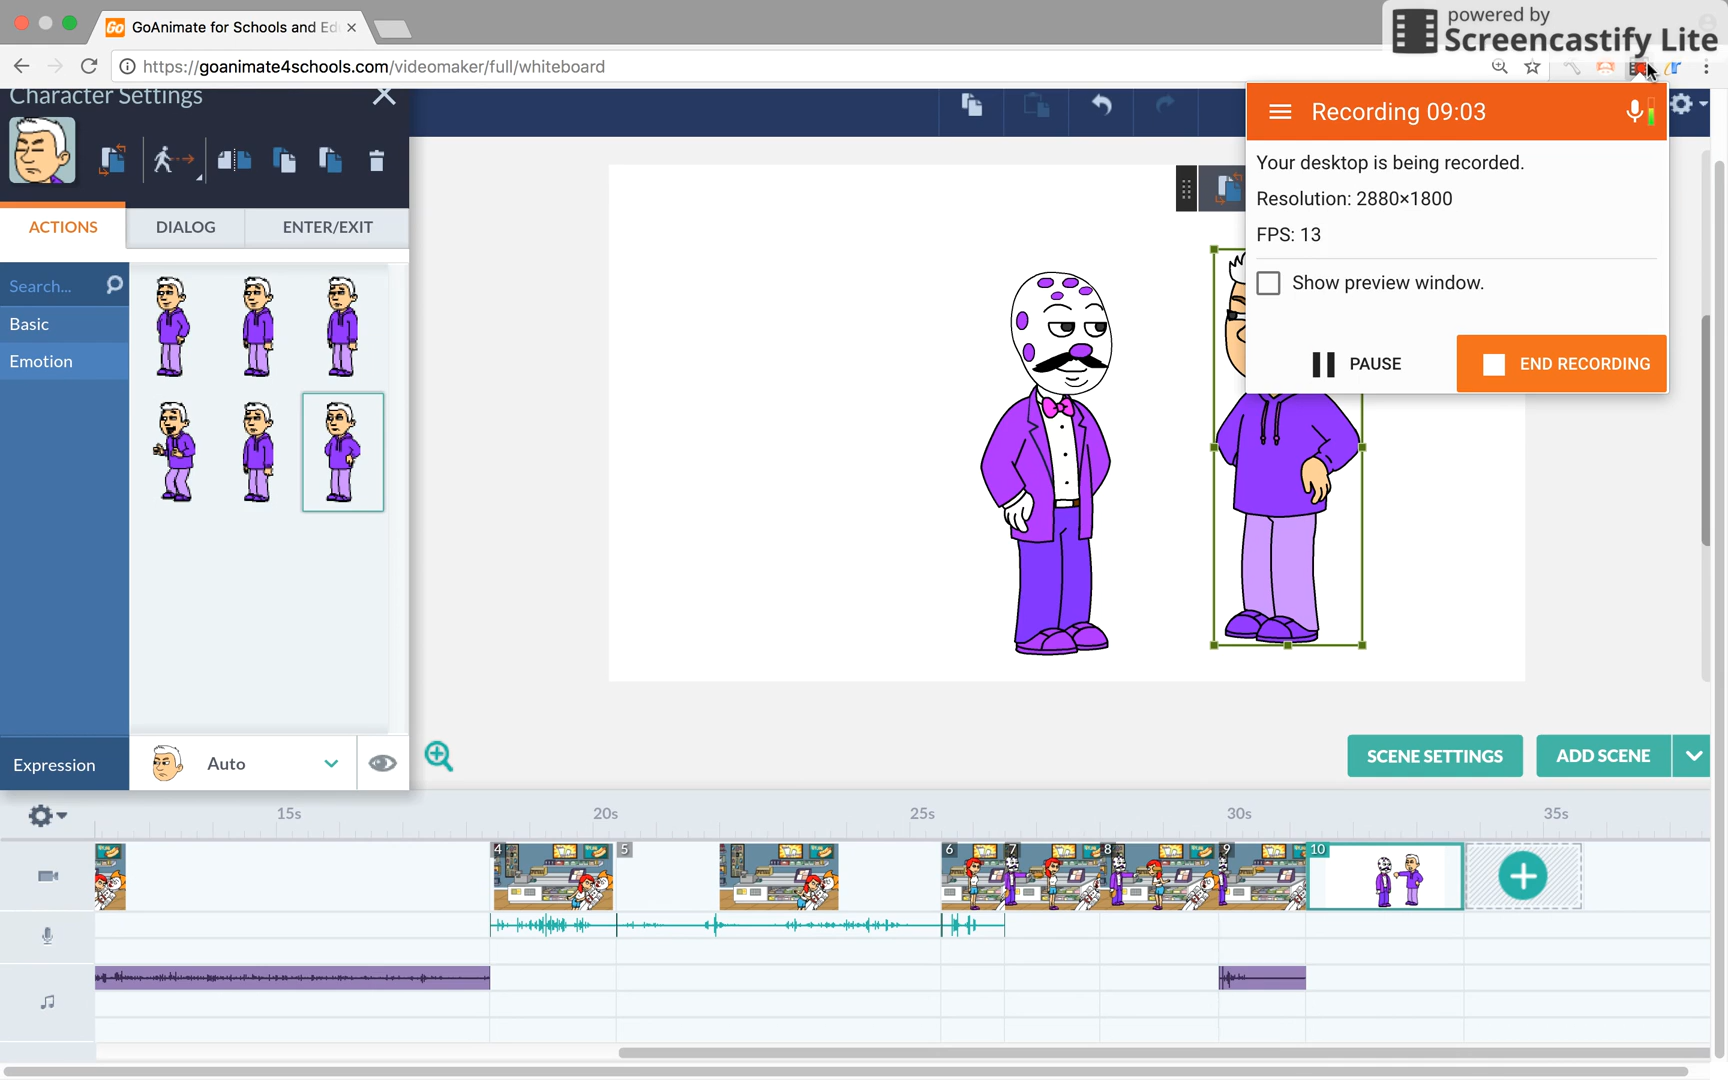 GoAnimate for Schools and Ed
powered by
Screencastify Lite
https://goanimate4schools.com/videomaker/full/whiteboard
Character Settings
Recording 09:03
Your desktop is being recorded.
Resolution: 2880×1800
FPS: 13
Show preview window.
PAUSE
END RECORDING
ACTIONS
DIALOG
ENTER/EXIT
Search...
Basic
Emotion
Expression
Auto
SCENE SETTINGS
ADD SCENE
15s
20s
25s
30s
35s
4
5
6
7
8
9
10